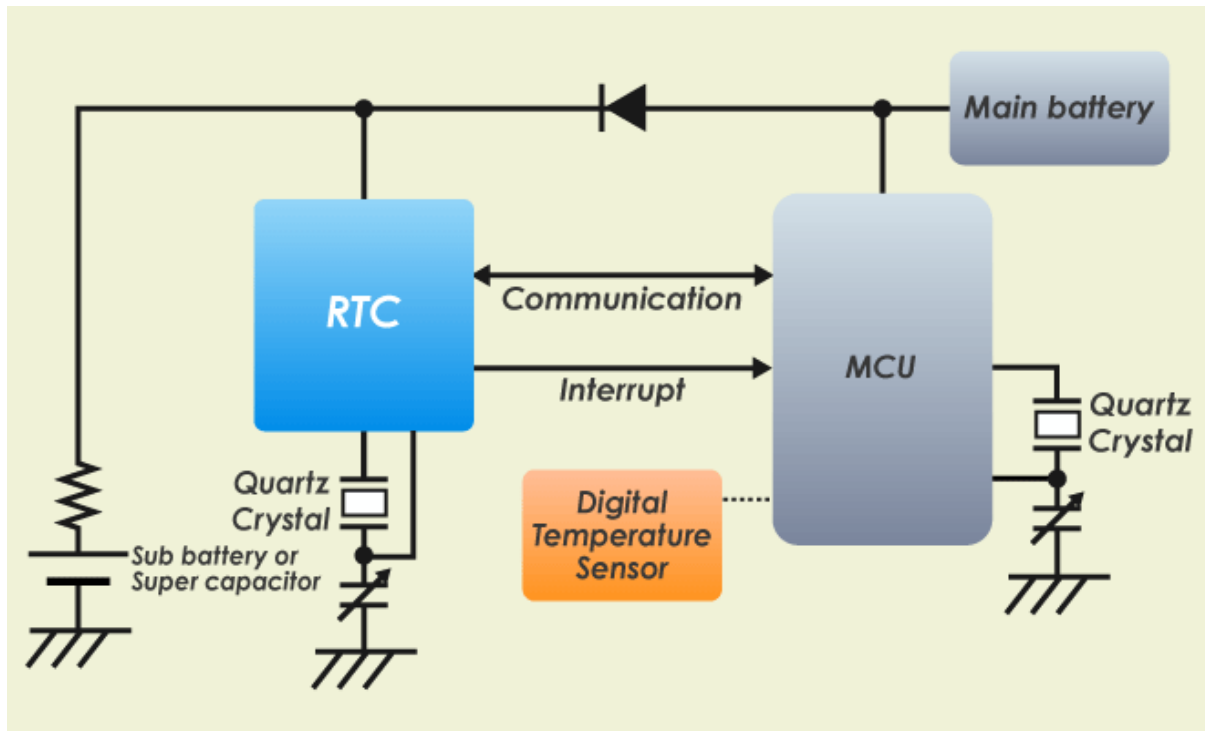 Main battery
RTC
Communication
MCU
Interrupt
Quartz
Crystal
Quartz
Crystal
Digital
Temperature
Sensor
Sub battery or
Super capacitor